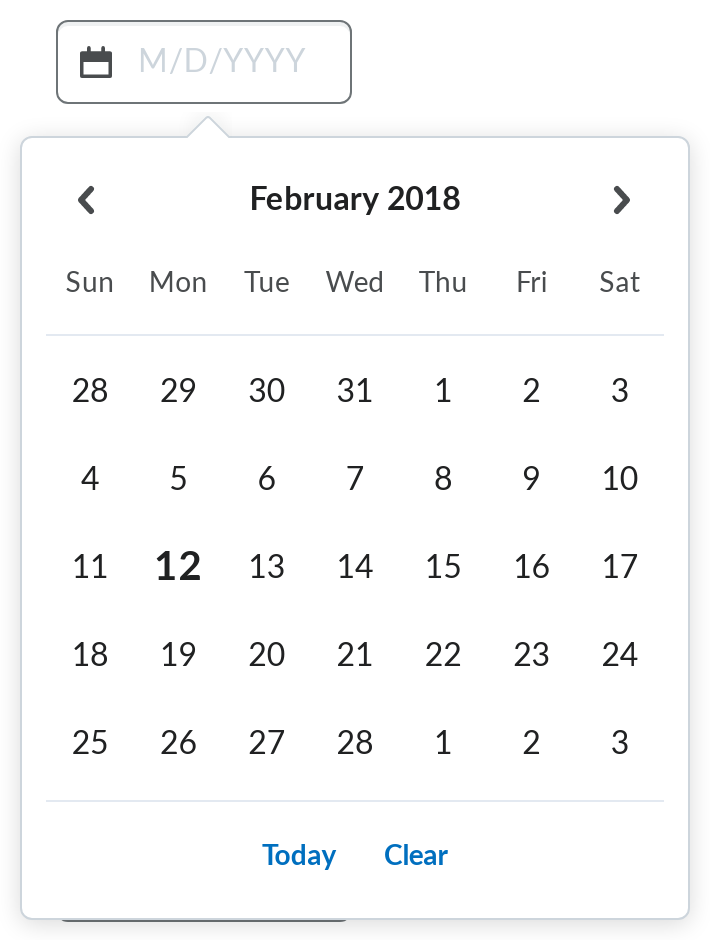 M/D/YYYY
February 2018
Sun Mon Tue Wed Thu Fri Sat
28 29 30 31 1 2 3
4 5 6 7 8 9 10
11 12 13 14 15 16 17
18 19 20 21 22 23 24
25 26 27 28 1 2 3
Today Clear